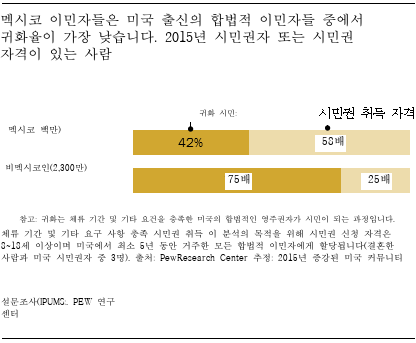 멕시코 이민자들은 미국 출신의 합법적 이민자들 중에서
귀화율이 가장 낮습니다. 2015년 시민권자 또는 시민권
자격이 있는 사람
귀화 시민:
시민권 취득 자격
멕시코 백만)
42%
58배
비멕시코인(2,300만)
75배
25배
참고: 귀화는 체류 기간 및 기타 요건을 충족한 미국의 합법적인 영주권자가 시민이 되는 과정입니다.
체류 기간 및 기타 요구 사항 충족 시민권 취득 이 분석의 목적을 위해 시민권 신청 자격은
8~18세 이상이며 미국에서 최소 5년 동안 거주한 모든 합법적 이민자에게 할당됩니다(결혼한
사람과 미국 시민권자 중 3명). 출처: PewResearch Center 추정: 2015년 증강된 미국 커뮤니티
설문조사(IPUMS:. PEW 연구
센터